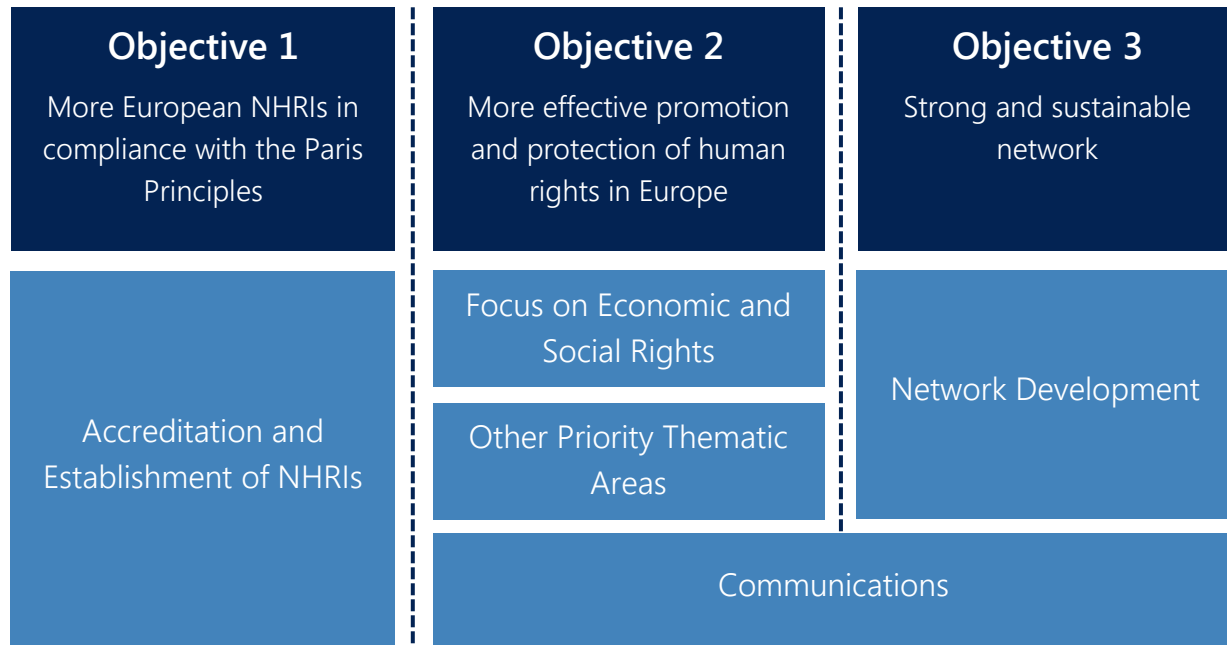 Objective 1
More European NHRIs in
compliance with the Paris
Principles
Accreditation and
Establishment of NHRIs
Objective 2
More effective promotion
and protection of human
rights in Europe
Focus on Economic and
Social Rights
Other Priority Thematic
Areas
Objective 3
Strong and sustainable
network
Network Development
Communications